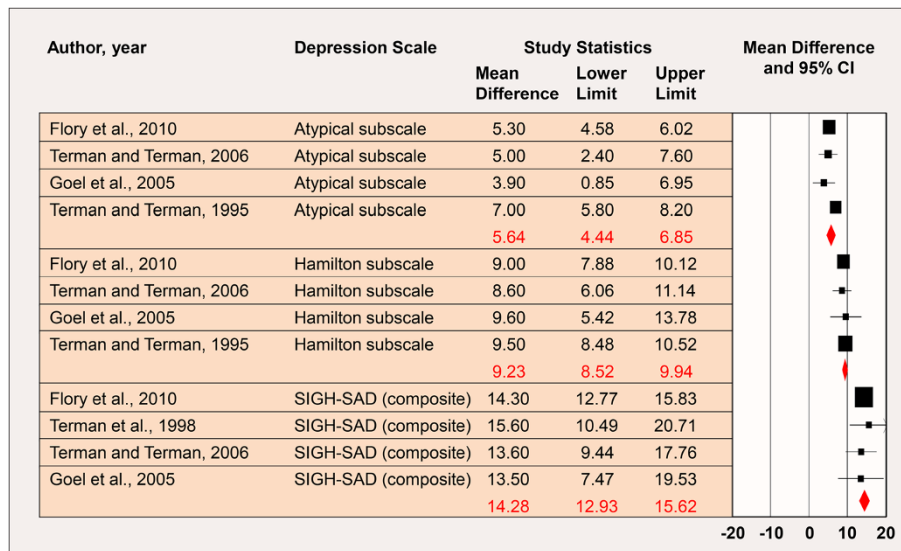 Author, year Depression Scale Study Statistics Mean Difference and 95% CI
Mean Difference Lower Limit Upper Limit
Flory et al., 2010 Atypical subscale 5.30 4.58 6.02
Terman and Terman, 2006 Atypical subscale 5.00 2.40 7.60
Goel et al., 2005 Atypical subscale 3.90 0.85 6.95
Terman and Terman, 1995 Atypical subscale 7.00 5.80 8.20
5.64 4.44 6.85
Flory et al., 2010 Hamilton subscale 9.00 7.88 10.12
Terman and Terman, 2006 Hamilton subscale 8.60 6.06 11.14
Goel et al., 2005 Hamilton subscale 9.60 5.42 13.78
Terman and Terman, 1995 Hamilton subscale 9.50 8.48 10.52
9.23 8.52 9.94
Flory et al., 2010 SIGH-SAD (composite) 14.30 12.77 15.83
Terman et al., 1998 SIGH-SAD (composite) 15.60 10.49 20.71
Terman and Terman, 2006 SIGH-SAD (composite) 13.60 9.44 17.76
Goel et al., 2005 SIGH-SAD (composite) 13.50 7.47 19.53
14.28 12.93 15.62
-20 -10 0 10 20